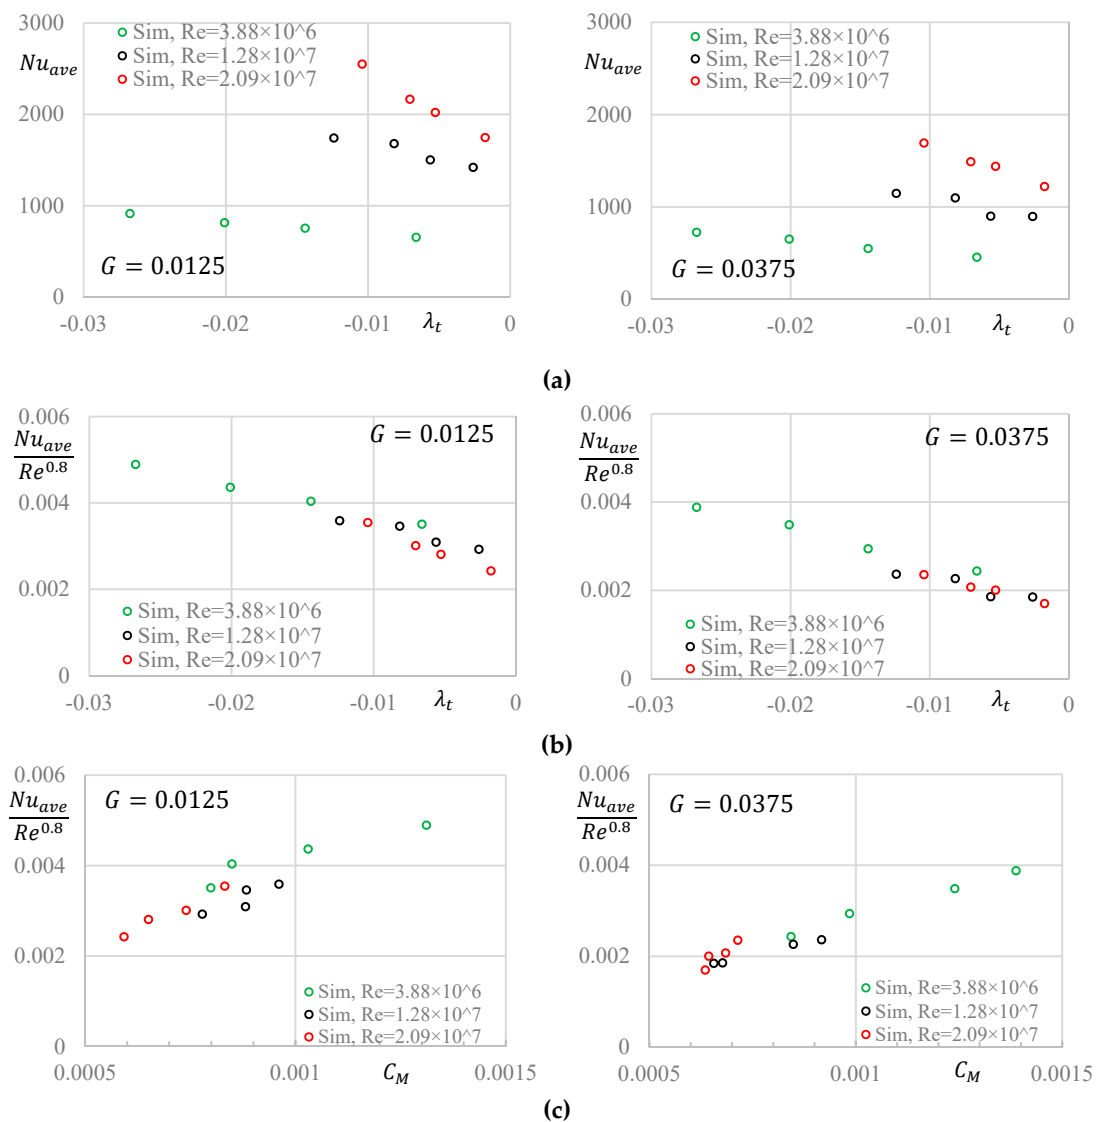 3000
Nu_ave
2000
1000
0
-0.03
-0.02
-0.01
λ_t
0
Sim, Re=3.88×10^6
Sim, Re=1.28×10^7
Sim, Re=2.09×10^7
G = 0.0125
3000
Nu_ave
2000
1000
0
-0.03
-0.02
-0.01
λ_t
0
Sim, Re=3.88×10^6
Sim, Re=1.28×10^7
Sim, Re=2.09×10^7
G = 0.0375
(a)
0.006
Nu_ave
Re^0.8
0.004
0.002
0
-0.03
-0.02
-0.01
λ_t
0
G = 0.0125
Sim, Re=3.88×10^6
Sim, Re=1.28×10^7
Sim, Re=2.09×10^7
0.006
Nu_ave
Re^0.8
0.004
0.002
0
-0.03
-0.02
-0.01
λ_t
0
G = 0.0375
Sim, Re=3.88×10^6
Sim, Re=1.28×10^7
Sim, Re=2.09×10^7
(b)
0.006
Nu_ave
Re^0.8
0.004
0.002
0
0.0005
0.001
C_M
0.0015
G = 0.0125
Sim, Re=3.88×10^6
Sim, Re=1.28×10^7
Sim, Re=2.09×10^7
0.006
Nu_ave
Re^0.8
0.004
0.002
0
0.0005
0.001
C_M
0.0015
G = 0.0375
Sim, Re=3.88×10^6
Sim, Re=1.28×10^7
Sim, Re=2.09×10^7
(c)